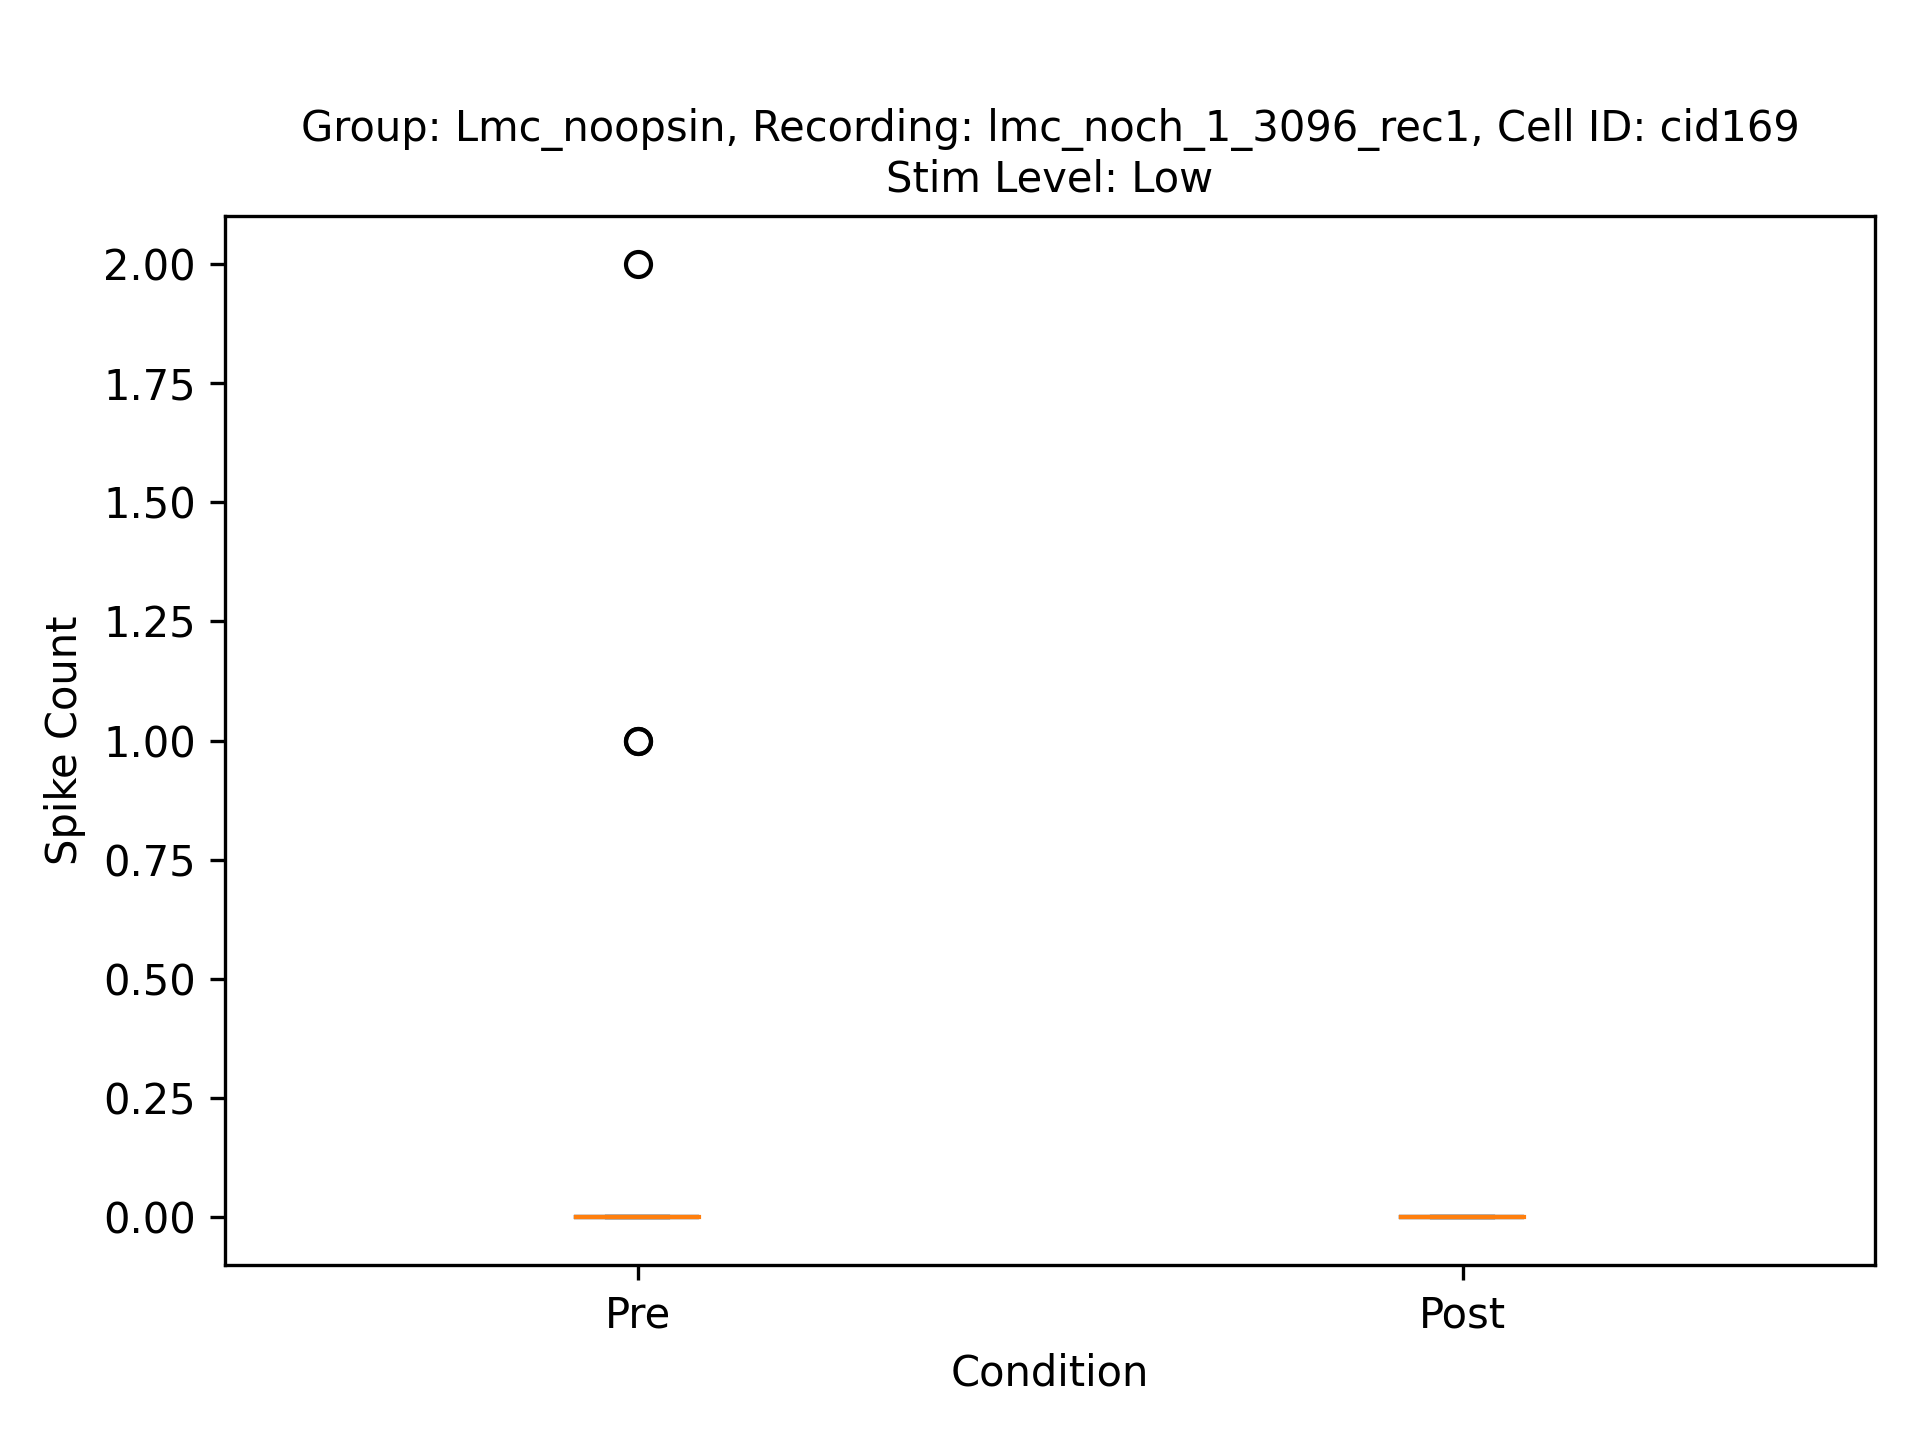 Group: Lmc_noopsin, Recording: lmc_noch_1_3096_rec1, Cell ID: cid169
Stim Level: Low
2.00
1.75
1.50
1.25
1.00
0.75
0.50
0.25
0.00
Spike Count
Pre
Post
Condition